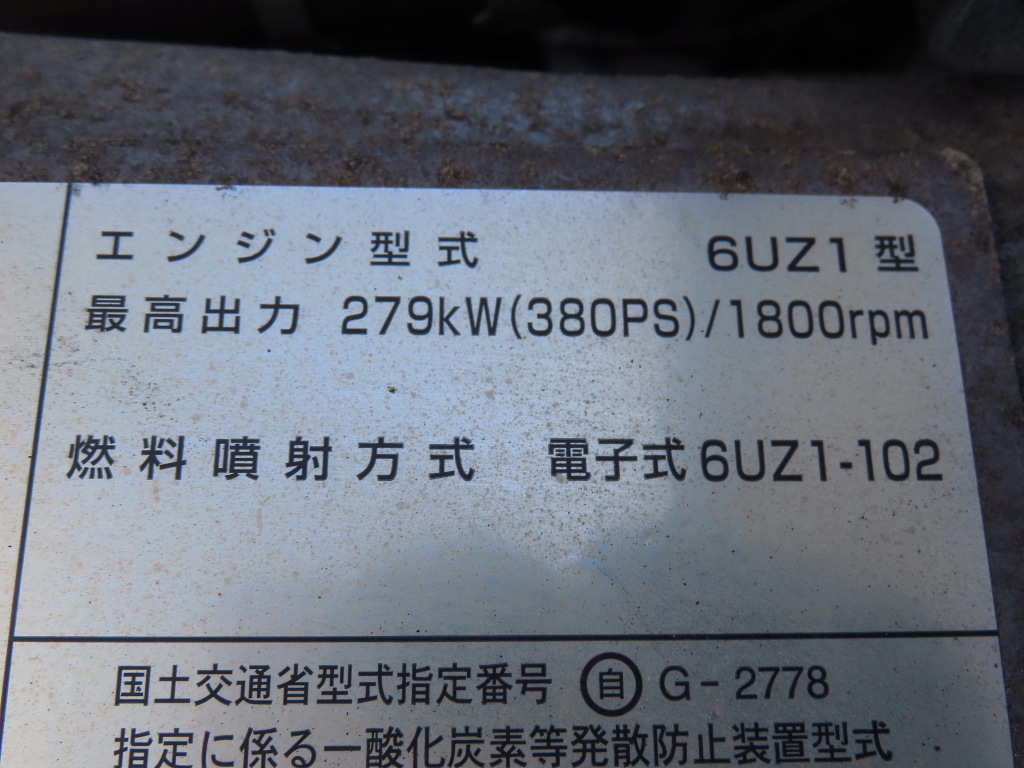 エンジン型式 6UZ1型
最高出力 279kW(380PS)/1800rpm
燃料噴射方式 電子式6UZ1-102
国土交通省型式指定番号 自 G-2778
指定に係る一酸化炭素等発散防止装置型式